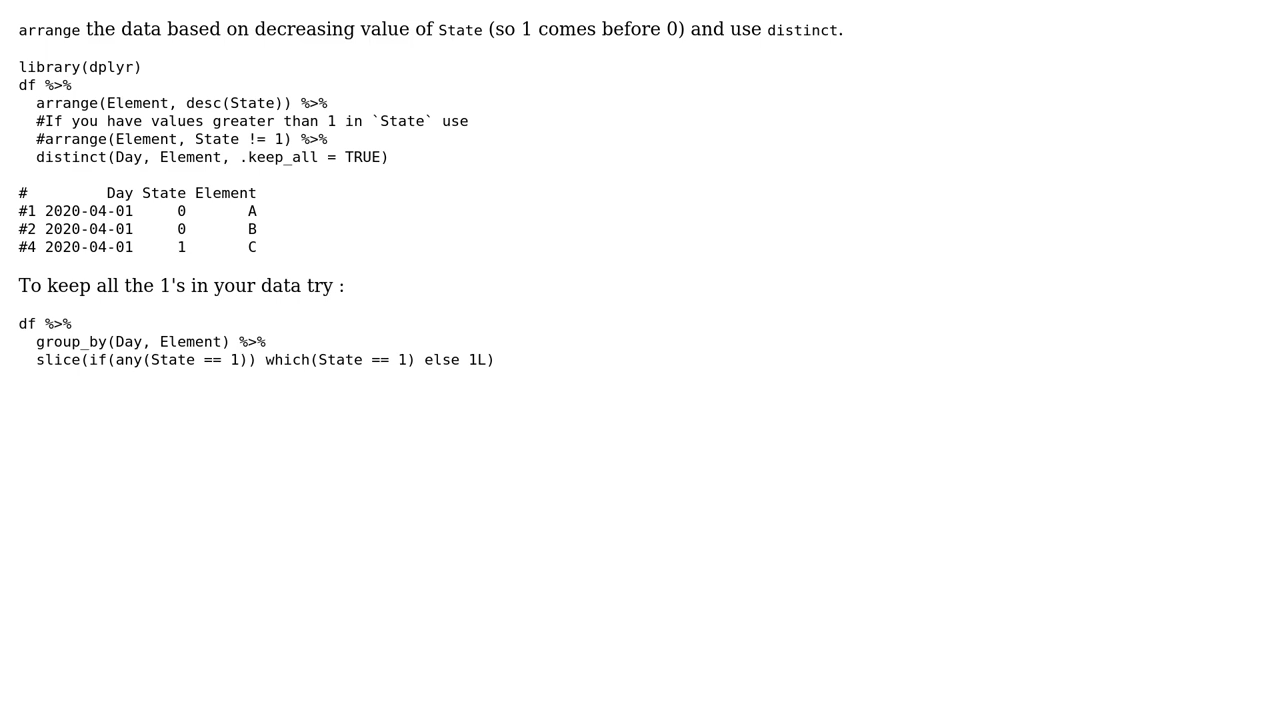 arrange the data based on decreasing value of State (so 1 comes before 0) and use distinct.
library(dplyr)
df %>%
  arrange(Element, desc(State)) %>%
  #If you have values greater than 1 in `State` use
  #arrange(Element, State != 1) %>%
  distinct(Day, Element, .keep_all = TRUE)
#         Day State Element
#1 2020-04-01     0       A
#2 2020-04-01     0       B
#4 2020-04-01     1       C
To keep all the 1's in your data try :
df %>%
  group_by(Day, Element) %>%
  slice(if(any(State == 1)) which(State == 1) else 1L)